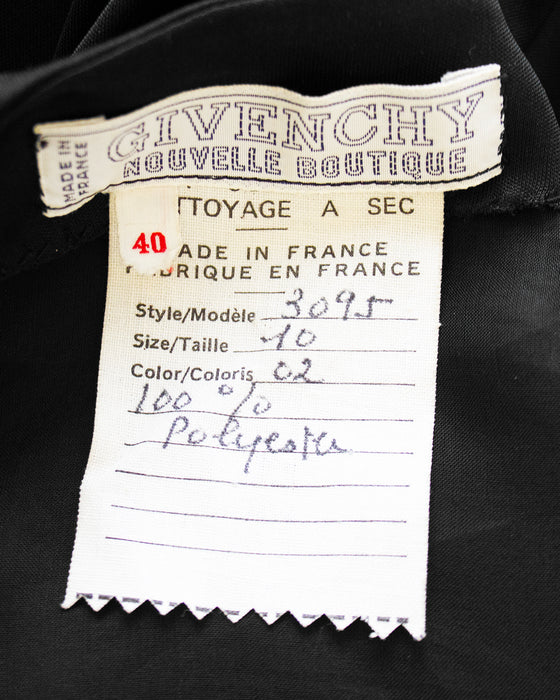 MADE IN
FRANCE
GIVENCHY
NOUVELLE BOUTIQUE
TTOYAGE A SEC
40
ADE IN FRANCE
BRIQUE EN FRANCE
Style/Modèle 3095
Size/Taille 10
Color/Coloris 02
100 %
Polyester